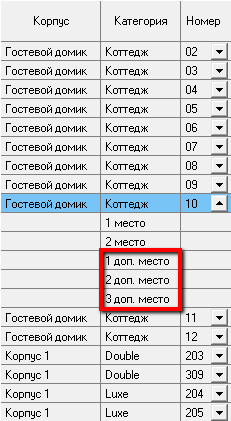 Корпус Категория Номер
Гостевой домик Коттедж 02
Гостевой домик Коттедж 03
Гостевой домик Коттедж 04
Гостевой домик Коттедж 05
Гостевой домик Коттедж 06
Гостевой домик Коттедж 07
Гостевой домик Коттедж 08
Гостевой домик Коттедж 09
Гостевой домик Коттедж 10
1 место
2 место
1 доп. место
2 доп. место
3 доп. место
Гостевой домик Коттедж 11
Гостевой домик Коттедж 12
Корпус 1 Double 203
Корпус 1 Double 309
Корпус 1 Luxe 204
Корпус 1 Luxe 205